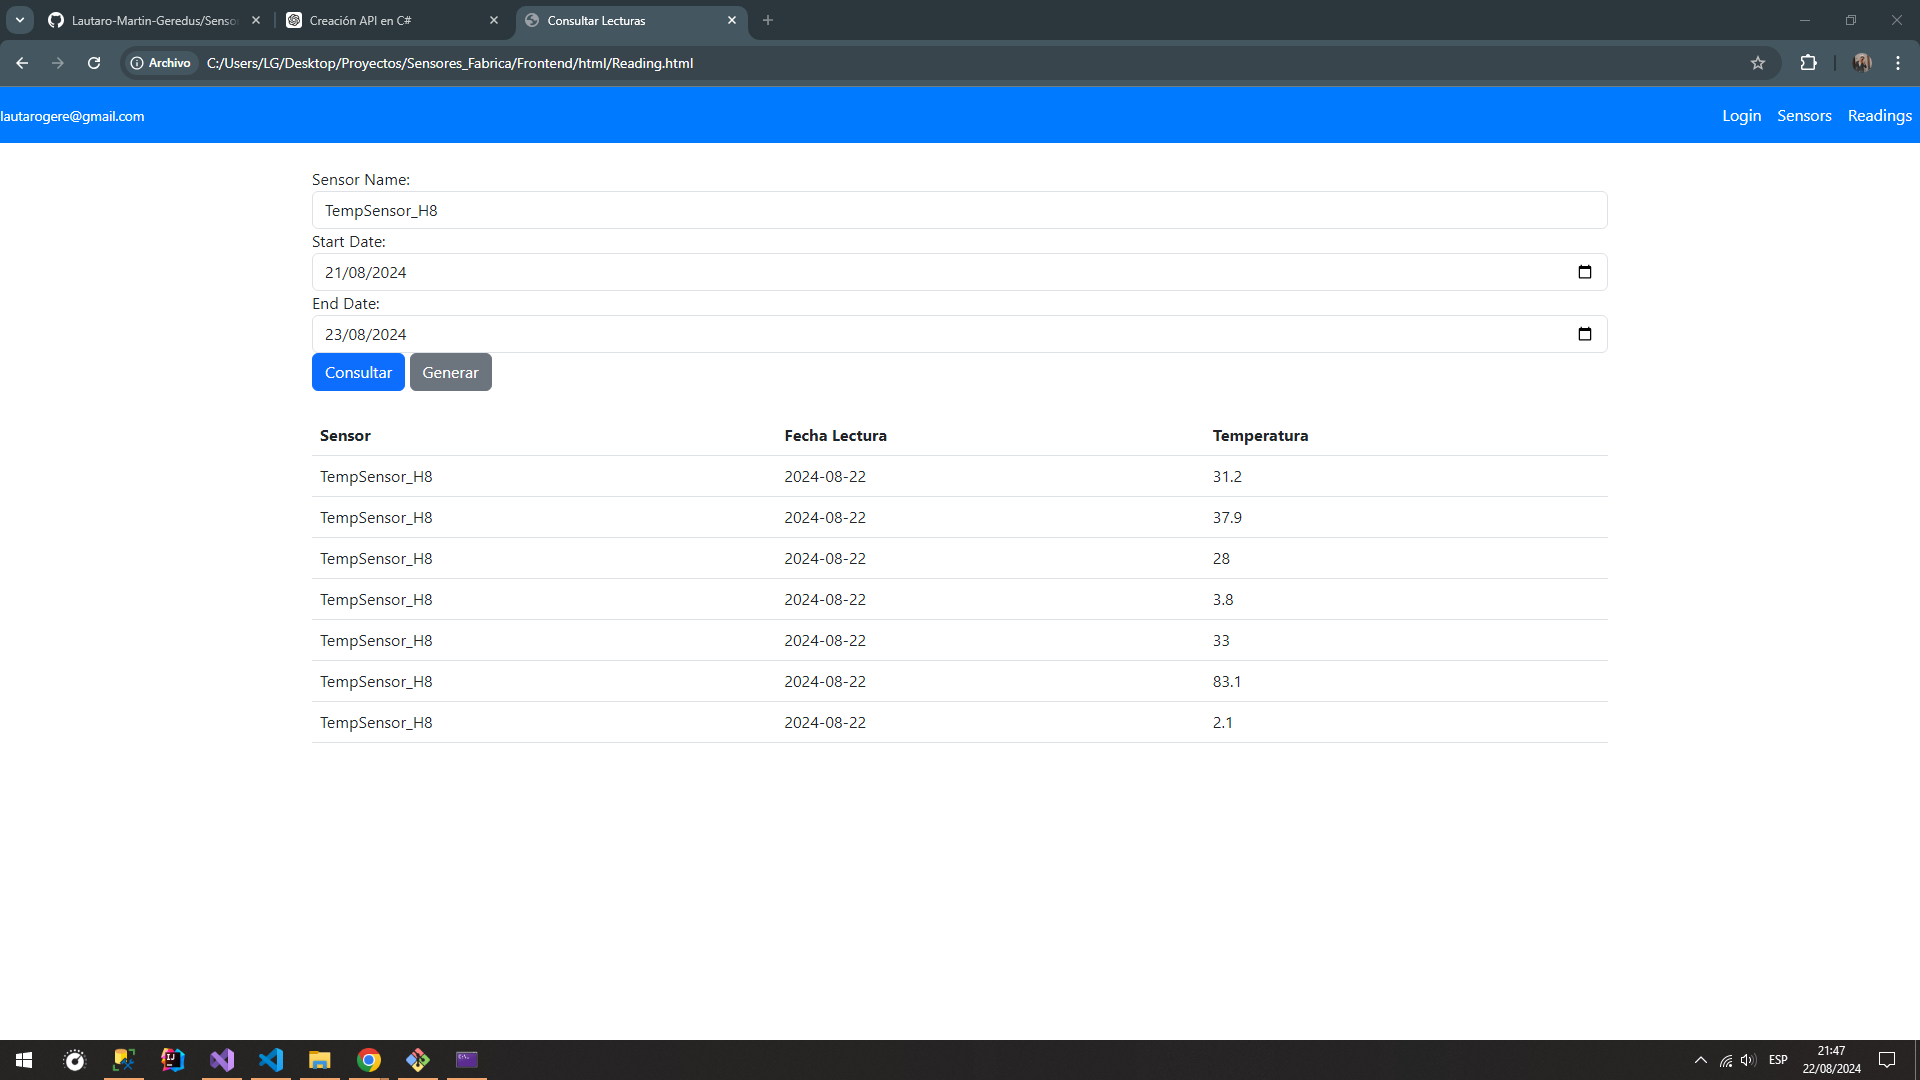 Lautaro-Martin-Geredus/Senso
Creación API en C#
Consultar Lecturas
Archivo
C:/Users/LG/Desktop/Proyectos/Sensores_Fabrica/Frontend/html/Reading.html
lautarogere@gmail.com Login Sensors Readings
Sensor Name:
TempSensor_H8
Start Date:
21/08/2024
End Date:
23/08/2024
Consultar Generar
Sensor Fecha Lectura Temperatura
TempSensor_H8 2024-08-22 31.2
TempSensor_H8 2024-08-22 37.9
TempSensor_H8 2024-08-22 28
TempSensor_H8 2024-08-22 3.8
TempSensor_H8 2024-08-22 33
TempSensor_H8 2024-08-22 83.1
TempSensor_H8 2024-08-22 2.1
ESP
21:47
22/08/2024